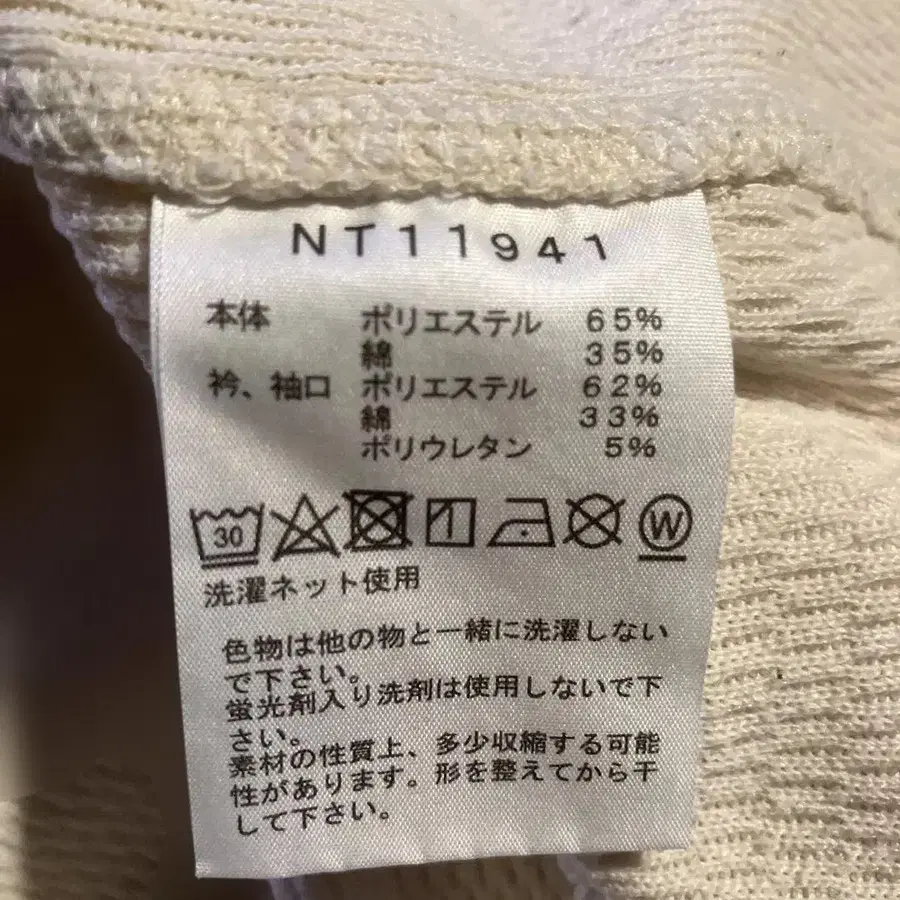 NT11941
本体 ポリエステル 65%
綿 35%
衿、袖口 ポリエステル 62%
綿 33%
ポリウレタン 5%
30 W
洗濯ネット使用
色物は他の物と一緒に洗濯しない
で下さい。
蛍光剤入り洗剤は使用しないで下
さい。
素材の性質上、多少収縮する可能
性があります。形を整えてから干
して下さい。